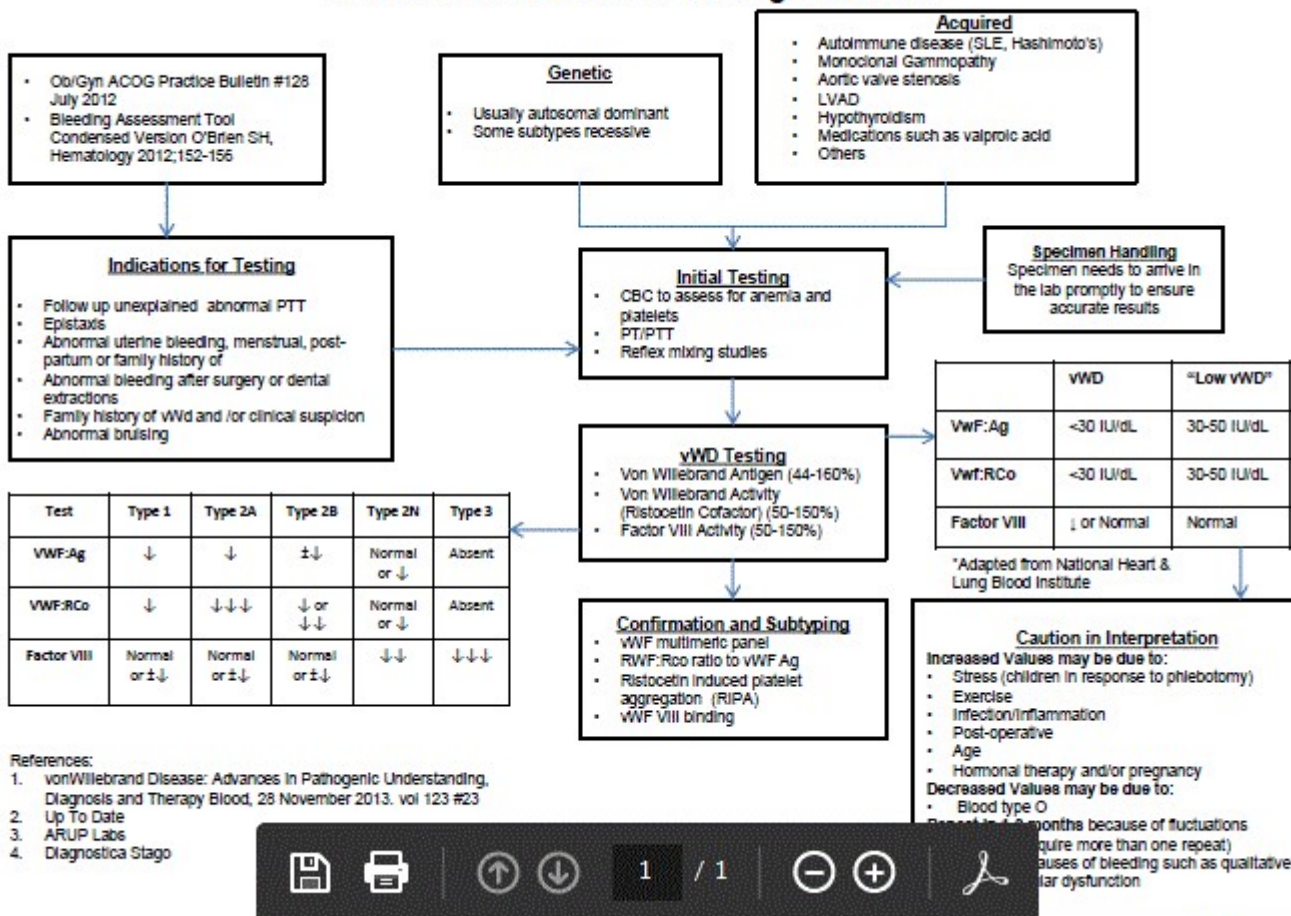 Ob/Gyn ACOG Practice Bulletin #128
July 2012
Bleeding Assessment Tool
Condensed Version O'Brien SH,
Hematology 2012;152-156
Genetic
Usually autosomal dominant
Some subtypes recessive
Acquired
Autoimmune disease (SLE, Hashimoto's)
Monoclonal Gammopathy
Aortic valve stenosis
LVAD
Hypothyroidism
Medications such as valproic acid
Others
Indications for Testing
Follow up unexplained abnormal PTT
Epistaxis
Abnormal uterine bleeding, menstrual, post-
partum or family history of
Abnormal bleeding after surgery or dental
extractions
Family history of vWd and /or clinical suspicion
Abnormal bruising
Initial Testing
CBC to assess for anemia and
platelets
PT/PTT
Reflex mixing studies
Specimen Handling
Specimen needs to arrive in
the lab promptly to ensure
accurate results
vWD Testing
Von Willebrand Antigen (44-160%)
Von Willebrand Activity
(Ristocetin Cofactor) (50-150%)
Factor VIII Activity (50-150%)
vWD "Low vWD"
VwF:Ag <30 IU/dL 30-50 IU/dL
Vwf:RCo <30 IU/dL 30-50 IU/dL
Factor VIII ↓ or Normal Normal
*Adapted from National Heart &
Lung Blood Institute
Test Type 1 Type 2A Type 2B Type 2N Type 3
VWF:Ag ↓ ↓ ±↓ Normal or ↓ Absent
VWF:RCo ↓ ↓↓↓ ↓ or ↓↓ Normal or ↓ Absent
Factor VIII Normal or ±↓ Normal or ±↓ Normal or ±↓ ↓↓ ↓↓↓
Confirmation and Subtyping
vWF multimeric panel
RWF:Rco ratio to vWF Ag
Ristocetin induced platelet
aggregation (RIPA)
vWF VIII binding
Caution in Interpretation
Increased Values may be due to:
Stress (children in response to phlebotomy)
Exercise
Infection/Inflammation
Post-operative
Age
Hormonal therapy and/or pregnancy
Decreased Values may be due to:
Blood type O
months because of fluctuations
more than one repeat)
of bleeding such as qualitative
dysfunction
References:
1. vonWillebrand Disease: Advances in Pathogenic Understanding,
Diagnosis and Therapy Blood, 28 November 2013. vol 123 #23
2. Up To Date
3. ARUP Labs
4. Diagnostica Stago
1 / 1